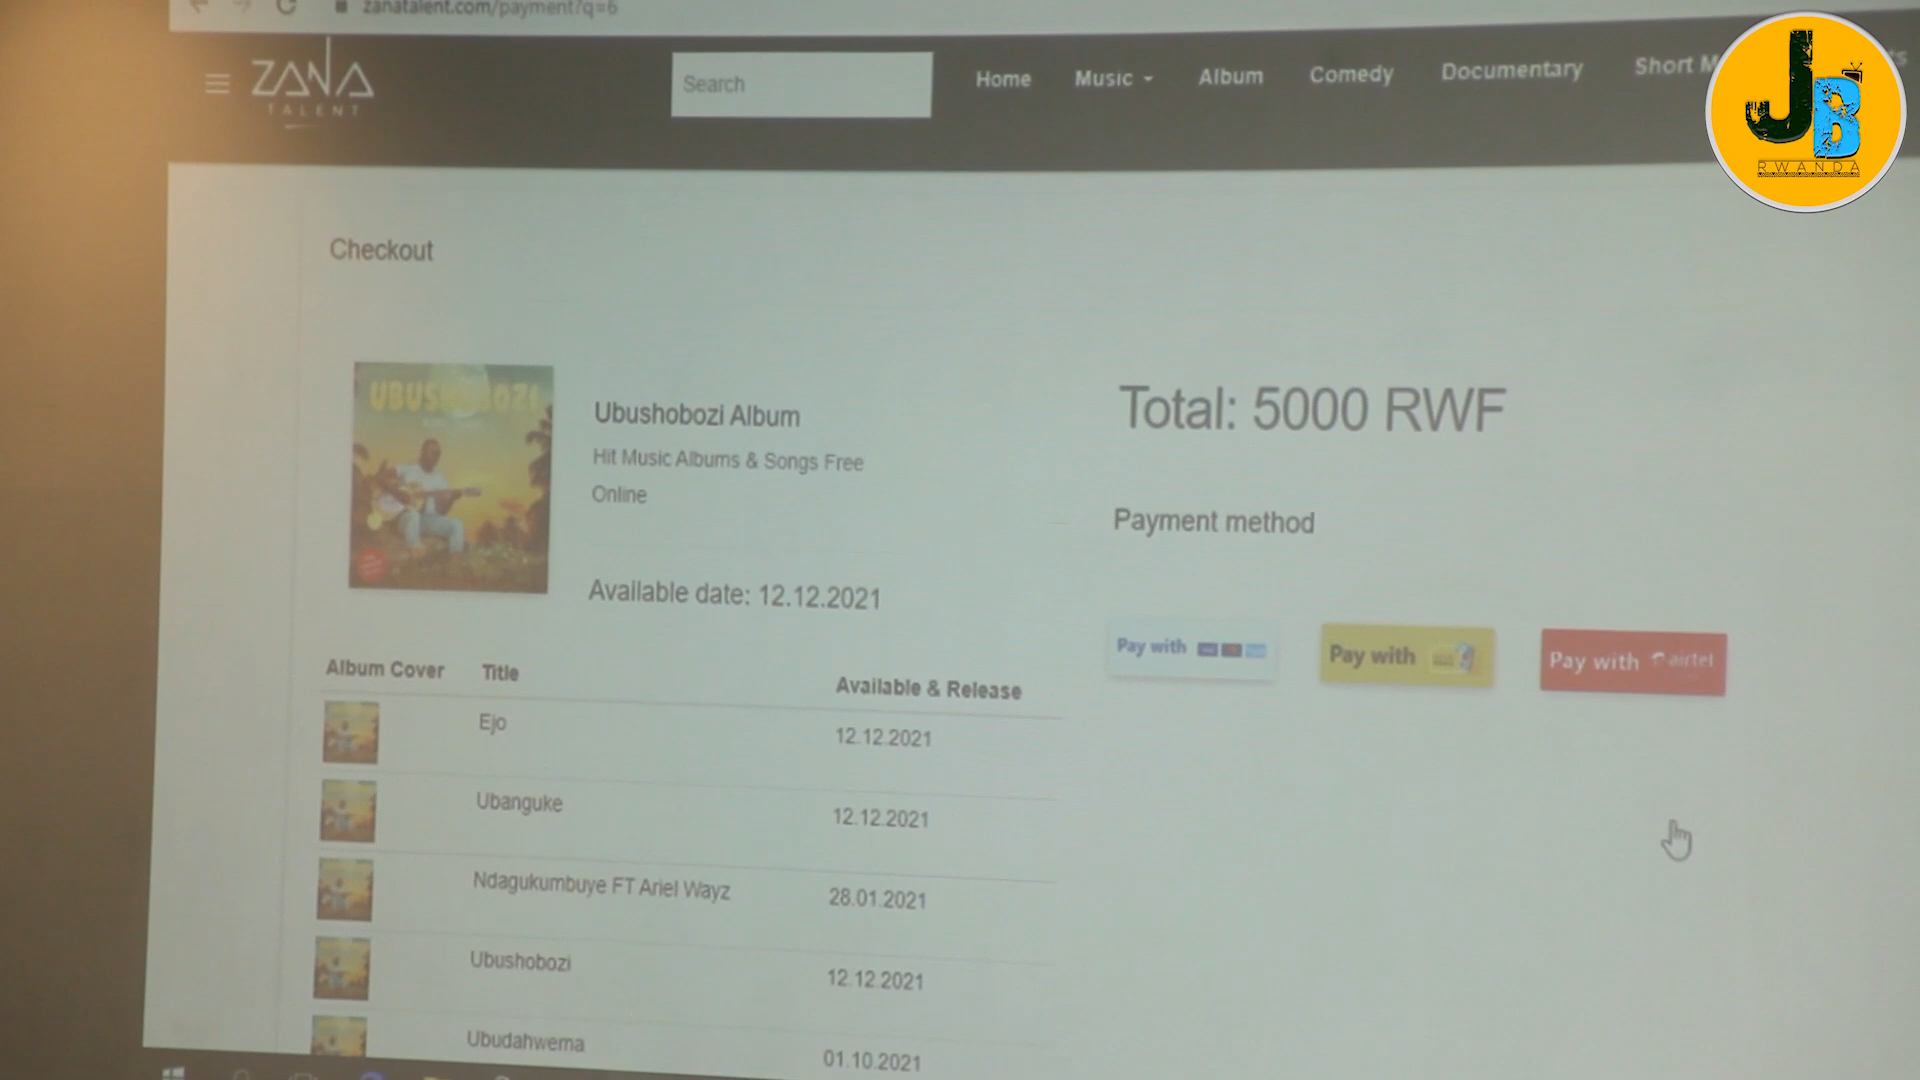 zanatalent.com/payment?q=6
ZANA
TALENT
Search
Home
Music
Album
Comedy
Documentary
Short M
JB
RWANDA
Checkout
UBUSHOBOZI
Ubushobozi Album
Hit Music Albums & Songs Free
Online
Available date: 12.12.2021
Total: 5000 RWF
Payment method
Pay with
Pay with
Pay with airtel
Album Cover Title Available & Release
Ejo 12.12.2021
Ubanguke 12.12.2021
Ndagukumbuye FT Ariel Wayz 28.01.2021
Ubushobozi 12.12.2021
Ubudahwema 01.10.2021